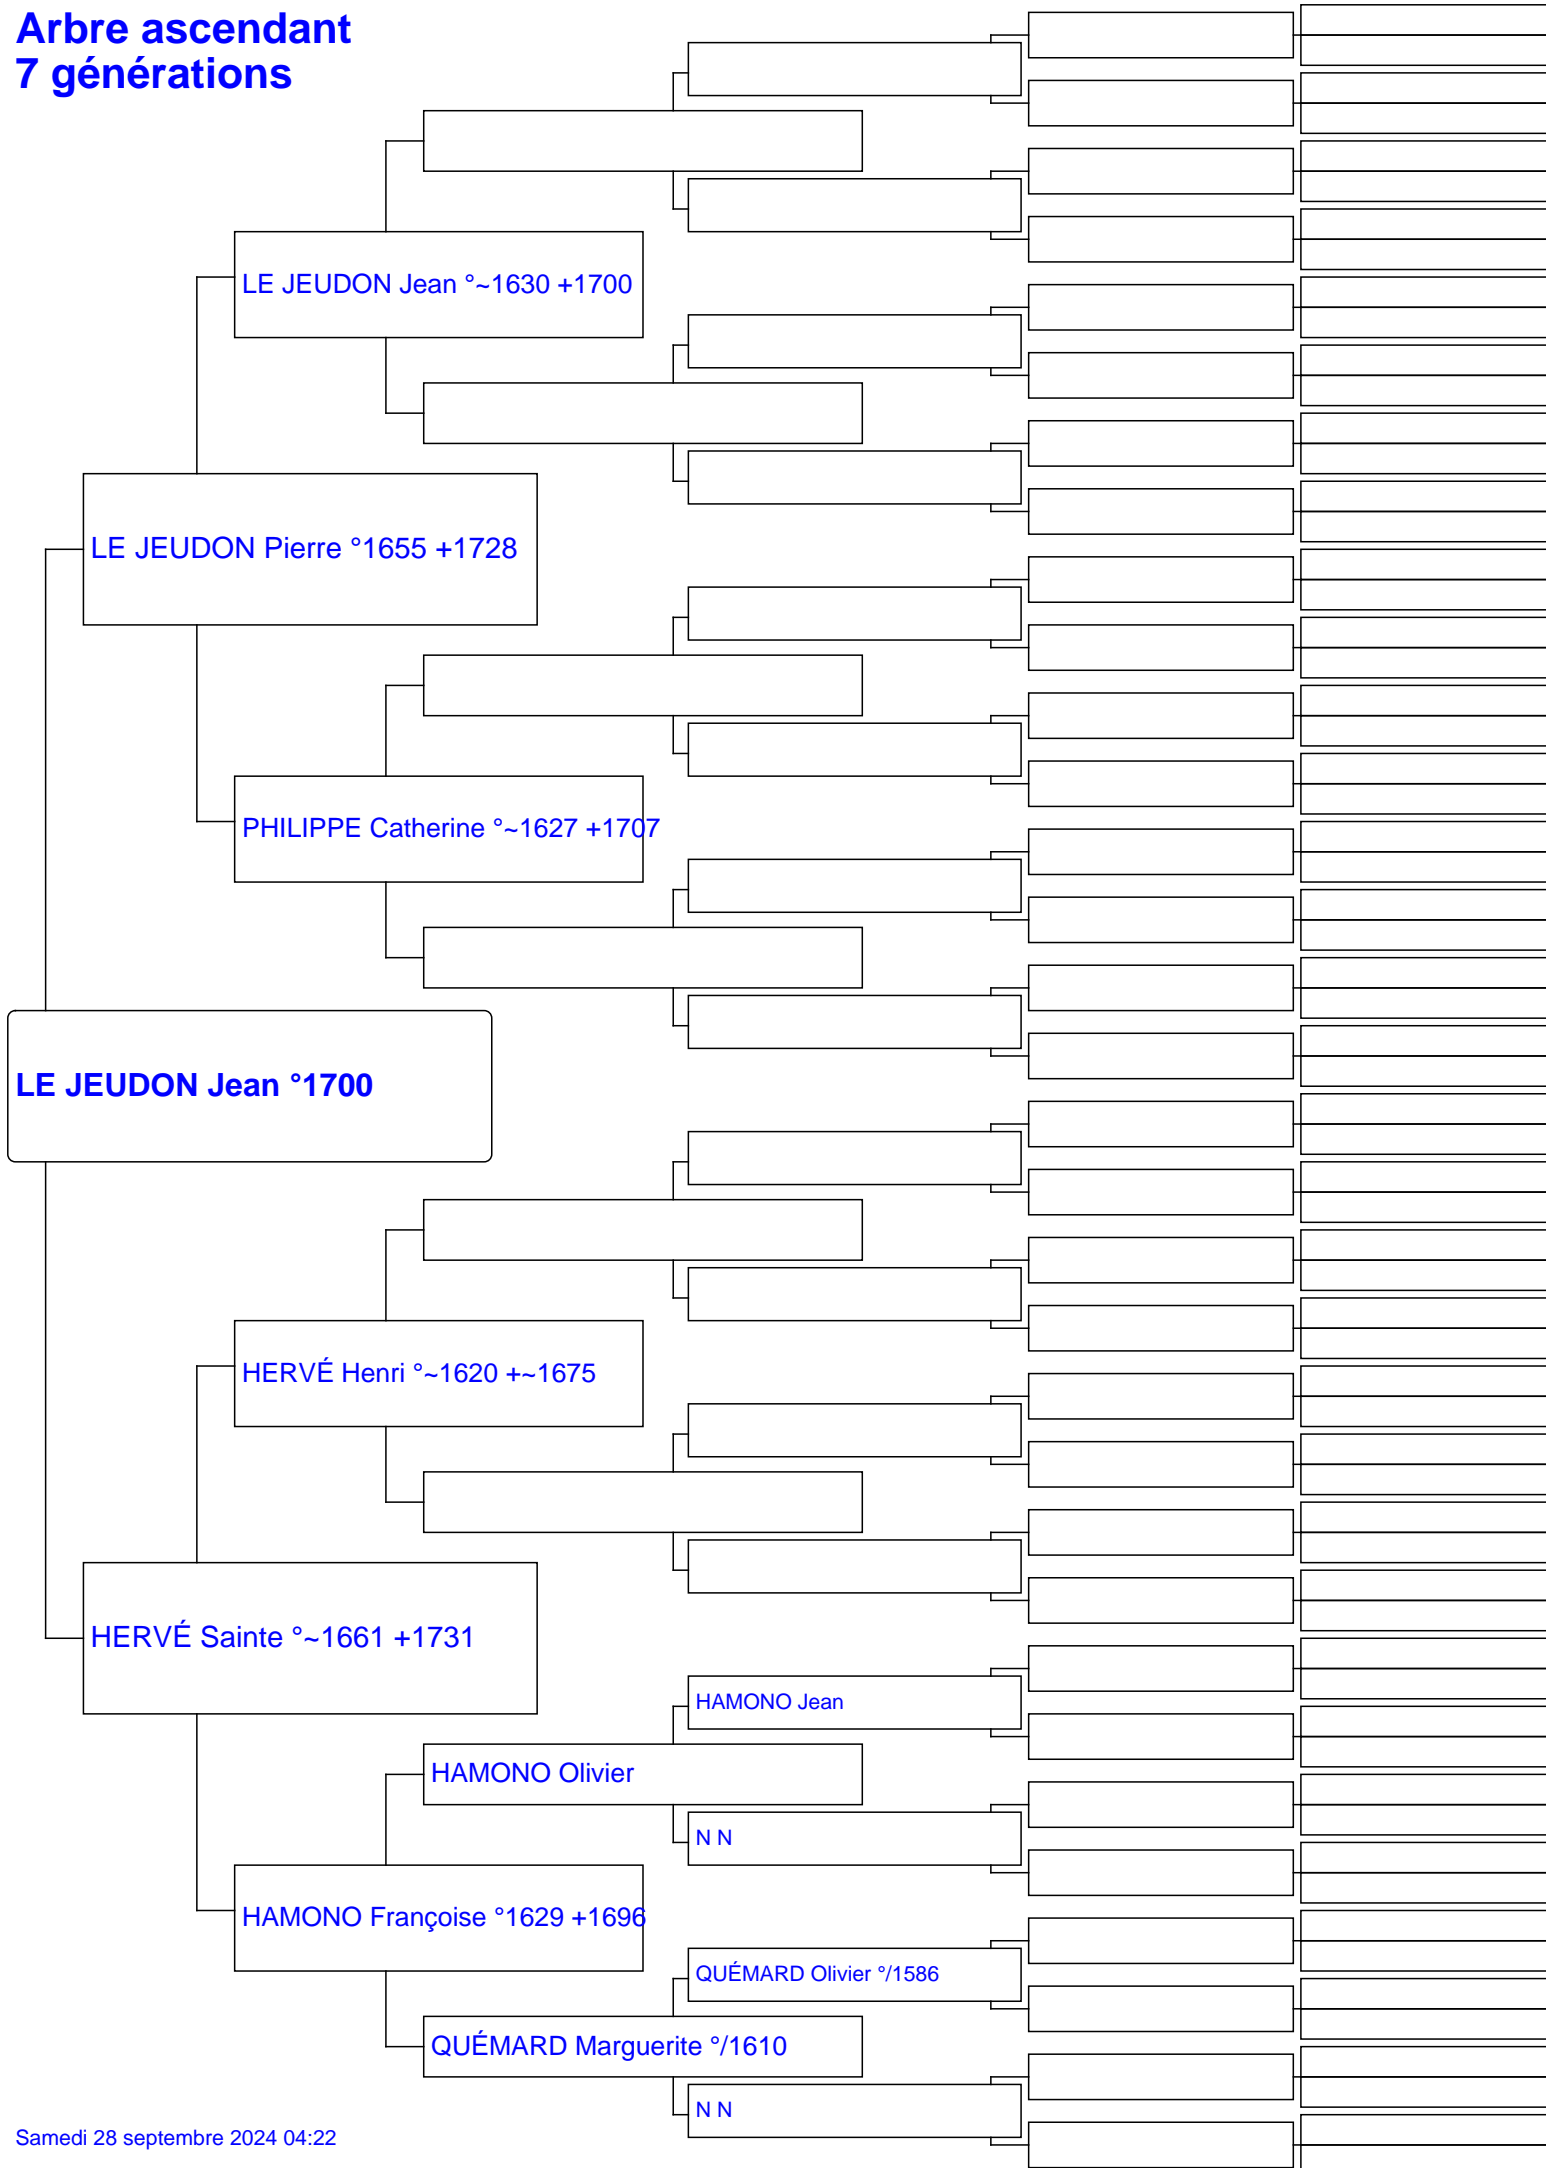 Arbre ascendant
7 générations
LE JEUDON Jean °~1630 +1700
LE JEUDON Pierre °1655 +1728
PHILIPPE Catherine °~1627 +1707
LE JEUDON Jean °1700
HERVÉ Henri °~1620 +~1675
HERVÉ Sainte °~1661 +1731
HAMONO Jean
HAMONO Olivier
N N
HAMONO Françoise °1629 +1696
QUÉMARD Olivier °/1586
QUÉMARD Marguerite °/1610
N N
Samedi 28 septembre 2024 04:22